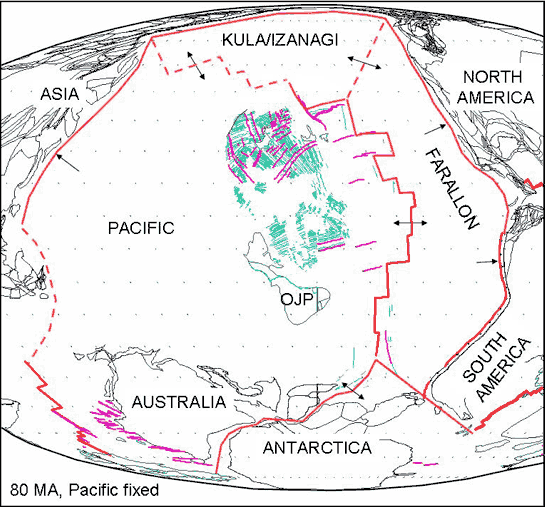 KULA/IZANAGI
ASIA
NORTH
AMERICA
FARALLON
PACIFIC
OJP
SOUTH
AMERICA
AUSTRALIA
ANTARCTICA
80 MA, Pacific fixed